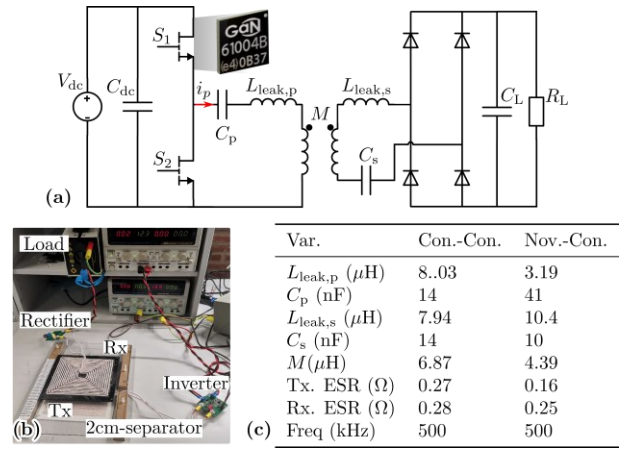 (a)
S1
GaN
61004B
(e4)0B37
Vdc
Cdc
ip
Cp
Lleak,p
M
Lleak,s
Cs
CL
RL
S2
(b)
Load
Rectifier
Rx
Inverter
Tx
2cm-separator
(c)
Var. Con.-Con. Nov.-Con.
Lleak,p (μH) 8..03 3.19
Cp (nF) 14 41
Lleak,s (μH) 7.94 10.4
Cs (nF) 14 10
M(μH) 6.87 4.39
Tx. ESR (Ω) 0.27 0.16
Rx. ESR (Ω) 0.28 0.25
Freq (kHz) 500 500